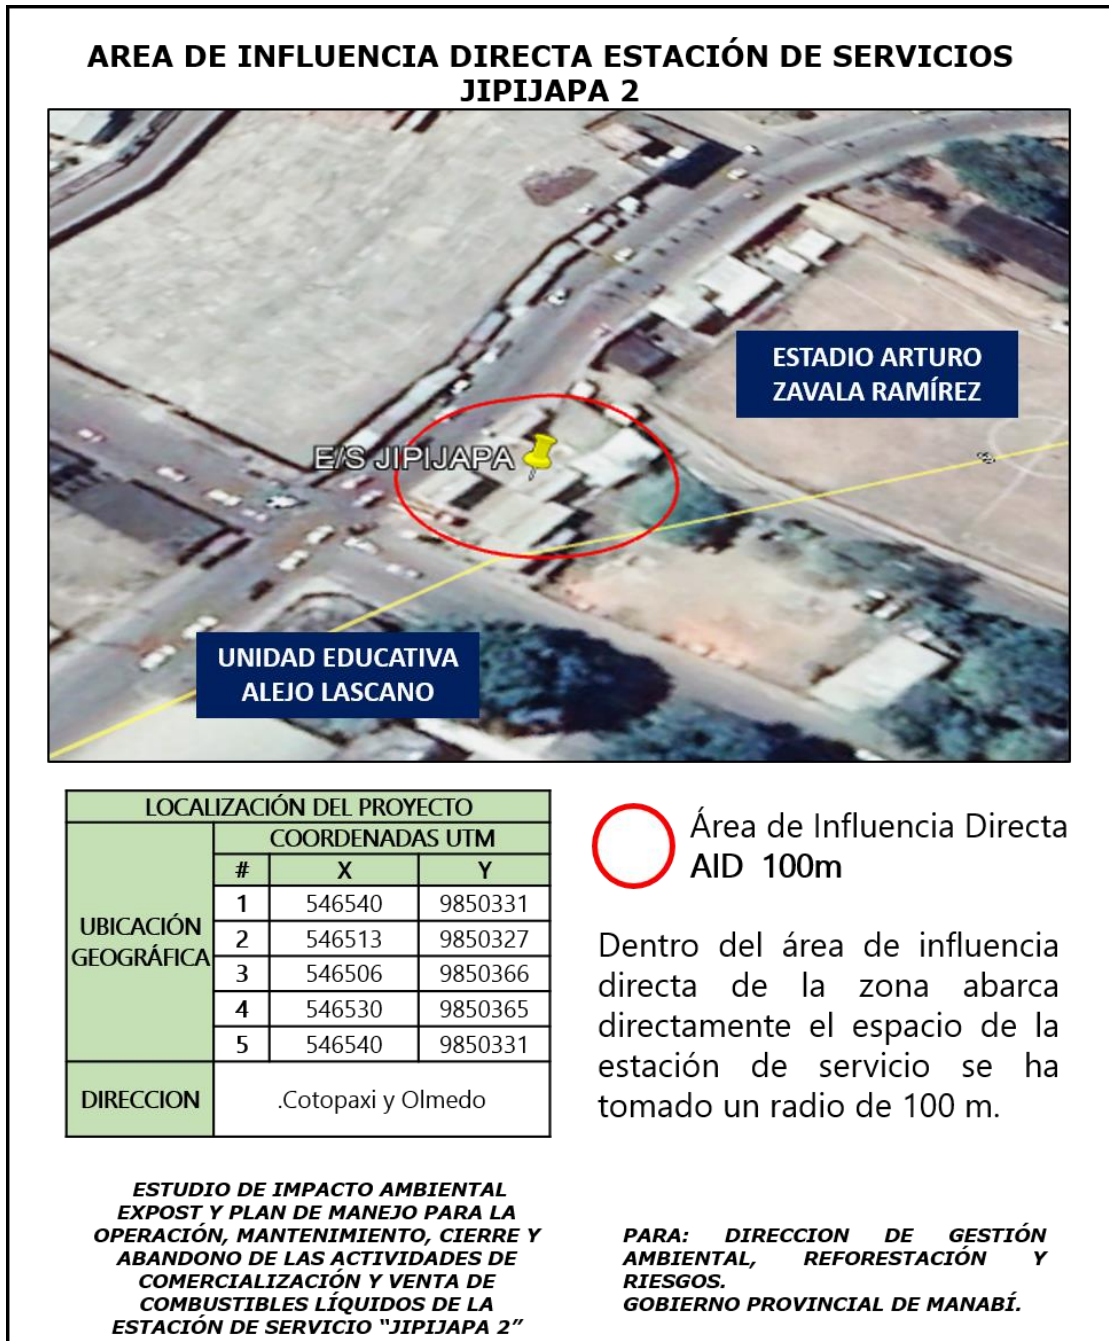 AREA DE INFLUENCIA DIRECTA ESTACIÓN DE SERVICIOS
JIPIJAPA 2
ESTADIO ARTURO
ZAVALA RAMÍREZ
E/S JIPIJAPA
UNIDAD EDUCATIVA
ALEJO LASCANO
LOCALIZACIÓN DEL PROYECTO
UBICACIÓN
GEOGRÁFICA
COORDENADAS UTM
# X Y
1 546540 9850331
2 546513 9850327
3 546506 9850366
4 546530 9850365
5 546540 9850331
DIRECCION .Cotopaxi y Olmedo
Área de Influencia Directa
AID 100m
Dentro del área de influencia
directa de la zona abarca
directamente el espacio de la
estación de servicio se ha
tomado un radio de 100 m.
ESTUDIO DE IMPACTO AMBIENTAL
EXPOST Y PLAN DE MANEJO PARA LA
OPERACIÓN, MANTENIMIENTO, CIERRE Y
ABANDONO DE LAS ACTIVIDADES DE
COMERCIALIZACIÓN Y VENTA DE
COMBUSTIBLES LÍQUIDOS DE LA
ESTACIÓN DE SERVICIO “JIPIJAPA 2”
PARA: DIRECCION DE GESTIÓN
AMBIENTAL, REFORESTACIÓN Y
RIESGOS.
GOBIERNO PROVINCIAL DE MANABÍ.